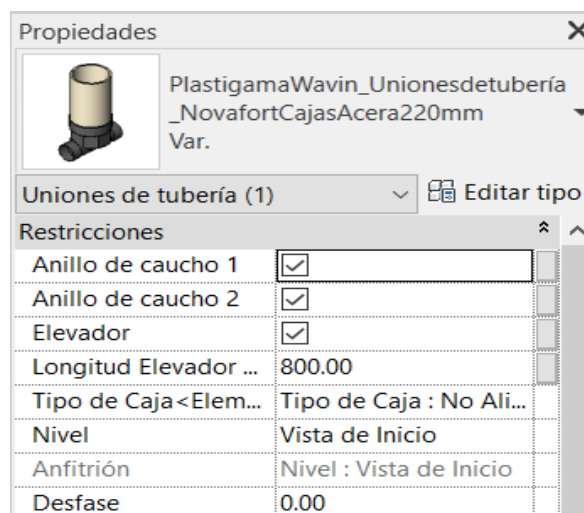 Propiedades
PlastigamaWavin_Unionesdetubería
_NovafortCajasAcera220mm
Var.
Uniones de tubería (1) Editar tipo
Restricciones
Anillo de caucho 1
Anillo de caucho 2
Elevador
Longitud Elevador ... 800.00
Tipo de Caja<Elem... Tipo de Caja : No Ali...
Nivel Vista de Inicio
Anfitrión Nivel : Vista de Inicio
Desfase 0.00